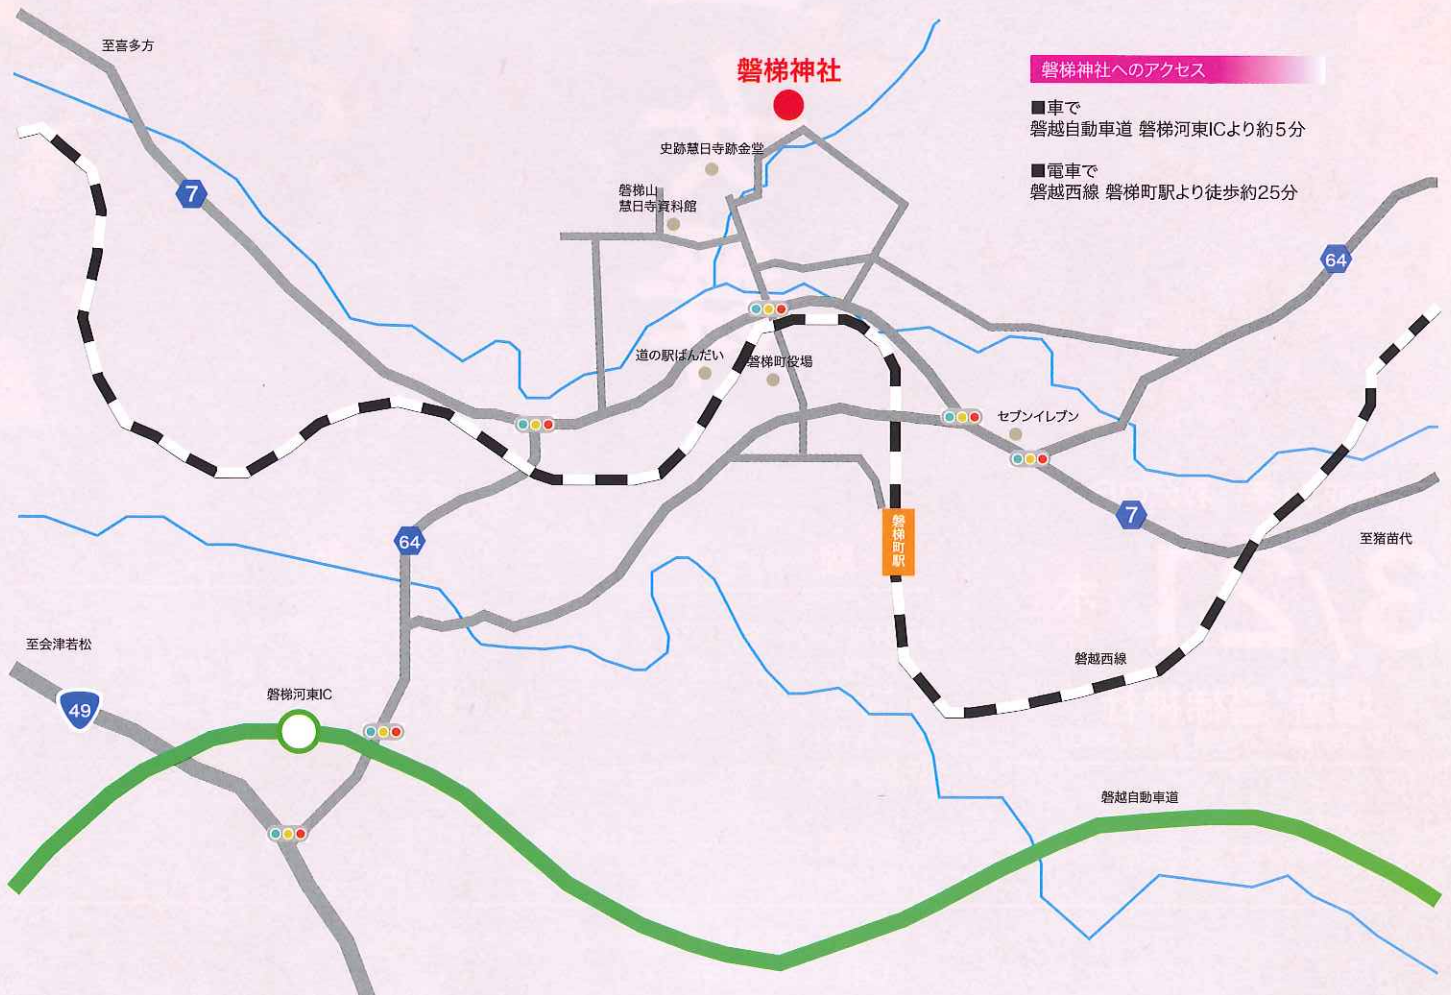 至喜多方
磐梯神社
磐梯神社へのアクセス
■車で
磐越自動車道 磐梯河東ICより約5分
■電車で
磐越西線 磐梯町駅より徒歩約25分
史跡慧日寺跡金堂
磐梯山
慧日寺資料館
7
64
道の駅ばんだい
磐梯町役場
セブンイレブン
7
64
磐梯町駅
至猪苗代
至会津若松
磐越西線
49
磐梯河東IC
磐越自動車道